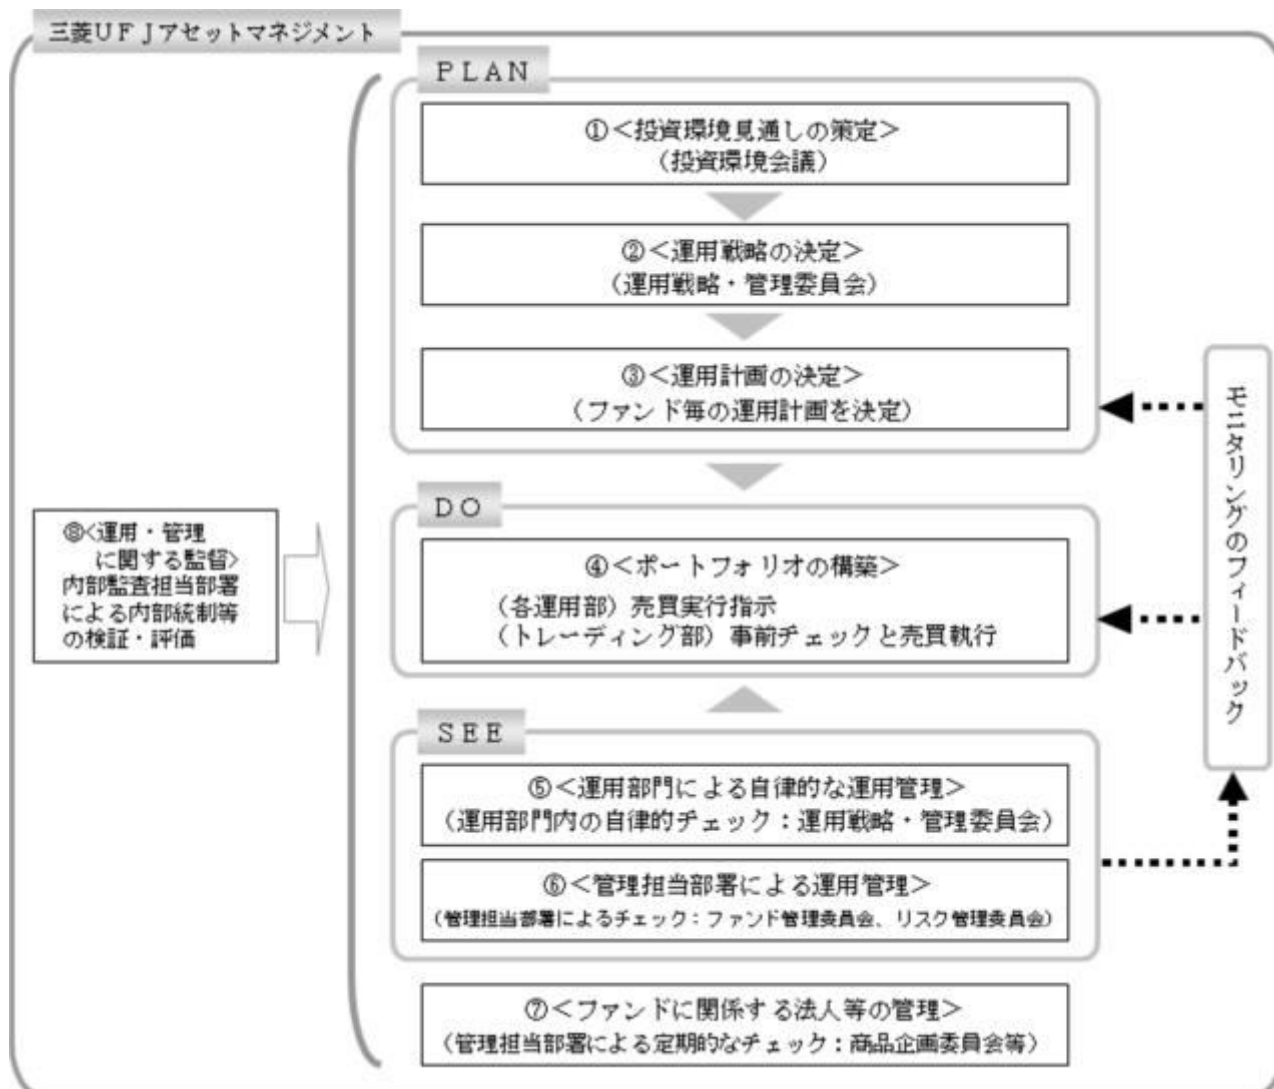 三菱UFJアセットマネジメント
PLAN
①<投資環境見通しの策定>
(投資環境会議)
②<運用戦略の決定>
(運用戦略・管理委員会)
③<運用計画の決定>
(ファンド毎の運用計画を決定)
DO
④<ポートフォリオの構築>
(各運用部)売買実行指示
(トレーディング部)事前チェックと売買執行
SEE
⑤<運用部門による自律的な運用管理>
(運用部門内の自律的チェック:運用戦略・管理委員会)
⑥<管理担当部署による運用管理>
(管理担当部署によるチェック:ファンド管理委員会、リスク管理委員会)
⑦<ファンドに関係する法人等の管理>
(管理担当部署による定期的なチェック:商品企画委員会等)
⑧<運用・管理
に関する監督>
内部監査担当部署
による内部統制等
の検証・評価
モニタリングのフィードバック